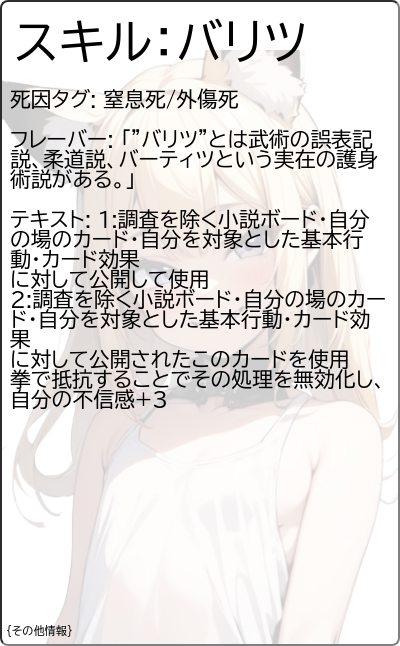 スキル：バリツ
死因タグ: 窒息死/外傷死
フレーバー: ｢”バリツ”とは武術の誤表記
説、柔道説、バーティツという実在の護身
術説がある。｣
テキスト: 1:調査を除く小説ボード・自分
の場のカード・自分を対象とした基本行
動・カード効果
に対して公開して使用
2:調査を除く小説ボード・自分の場のカー
ド・自分を対象とした基本行動・カード効
果
に対して公開されたこのカードを使用
拳で抵抗することでその処理を無効化し、
自分の不信感+3
{その他情報}